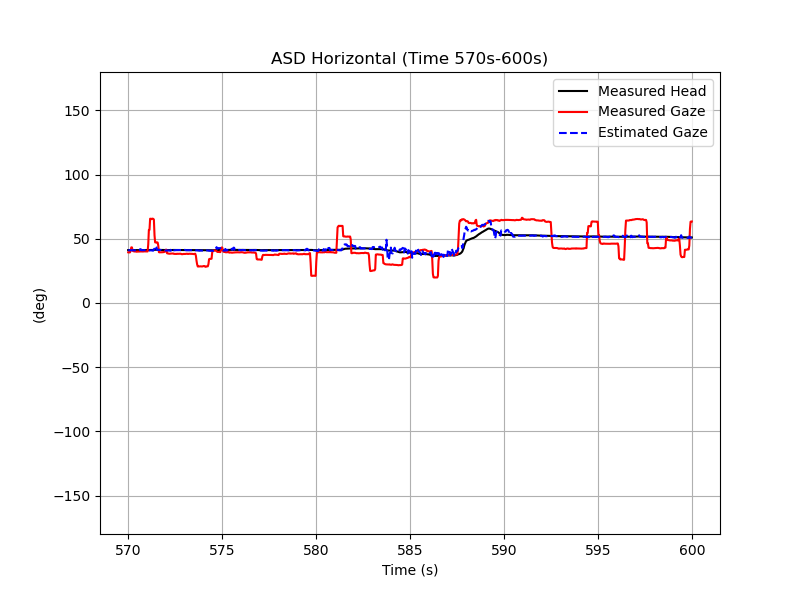 ASD Horizontal (Time 570s-600s)
Measured Head
Measured Gaze
Estimated Gaze
150
100
50
0
−50
−100
−150
(deg)
570
575
580
585
590
595
600
Time (s)